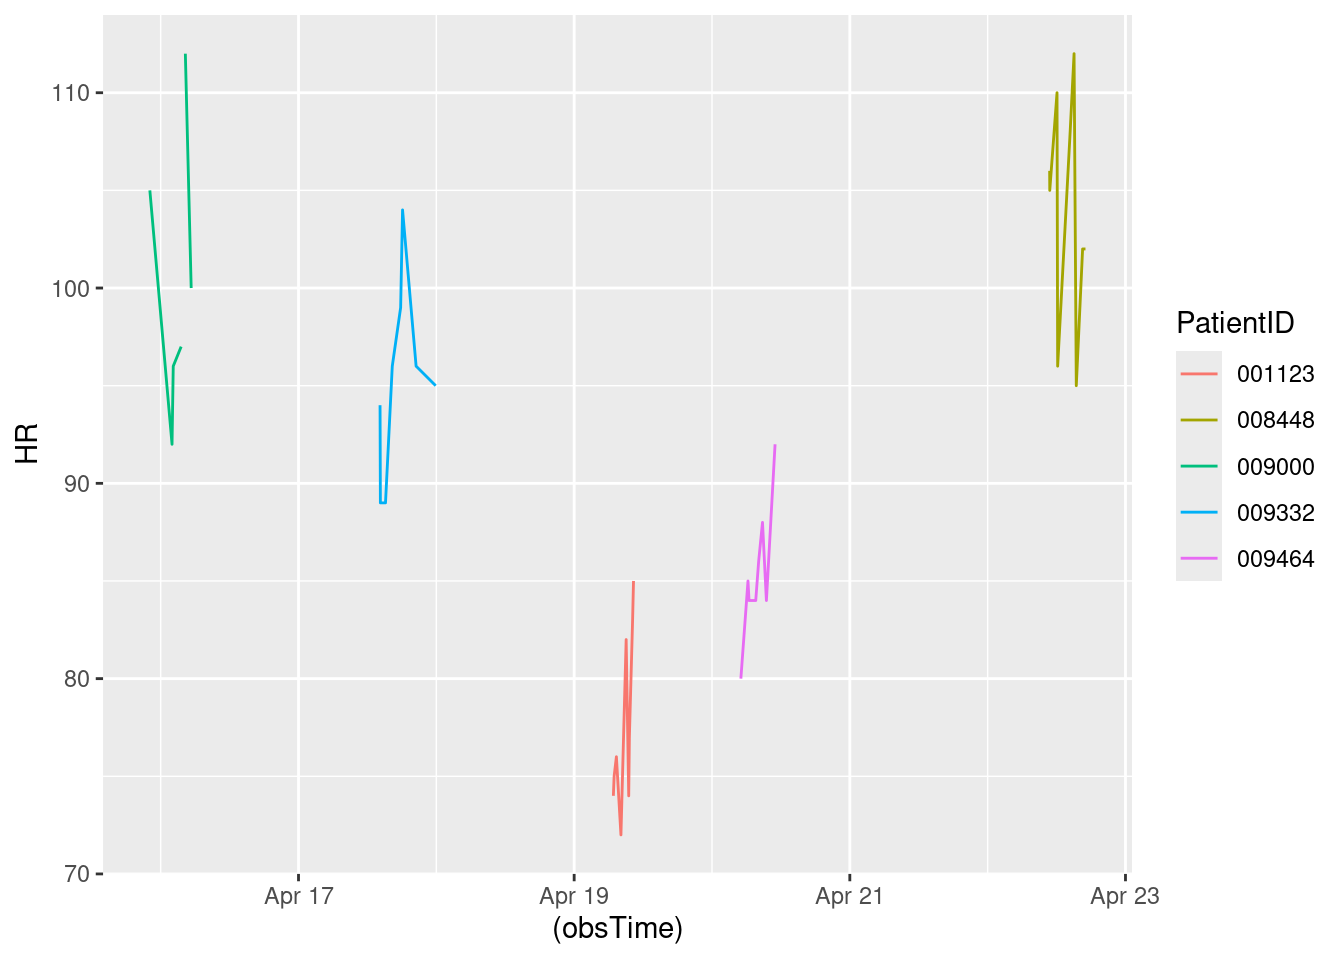 110
100
90
80
70
HR
Apr 17
Apr 19
Apr 21
Apr 23
(obsTime)
PatientID
001123
008448
009000
009332
009464